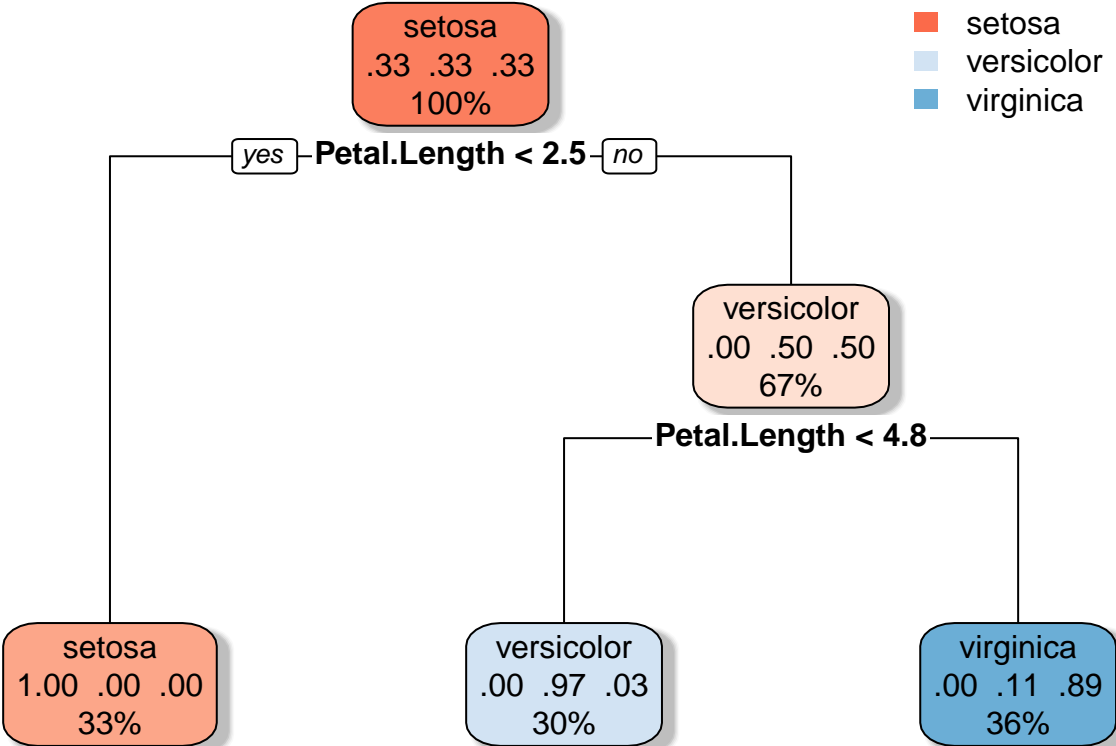 setosa
.33 .33 .33
100%
setosa
versicolor
virginica
yes Petal.Length < 2.5 no
versicolor
.00 .50 .50
67%
Petal.Length < 4.8
setosa
1.00 .00 .00
33%
versicolor
.00 .97 .03
30%
virginica
.00 .11 .89
36%